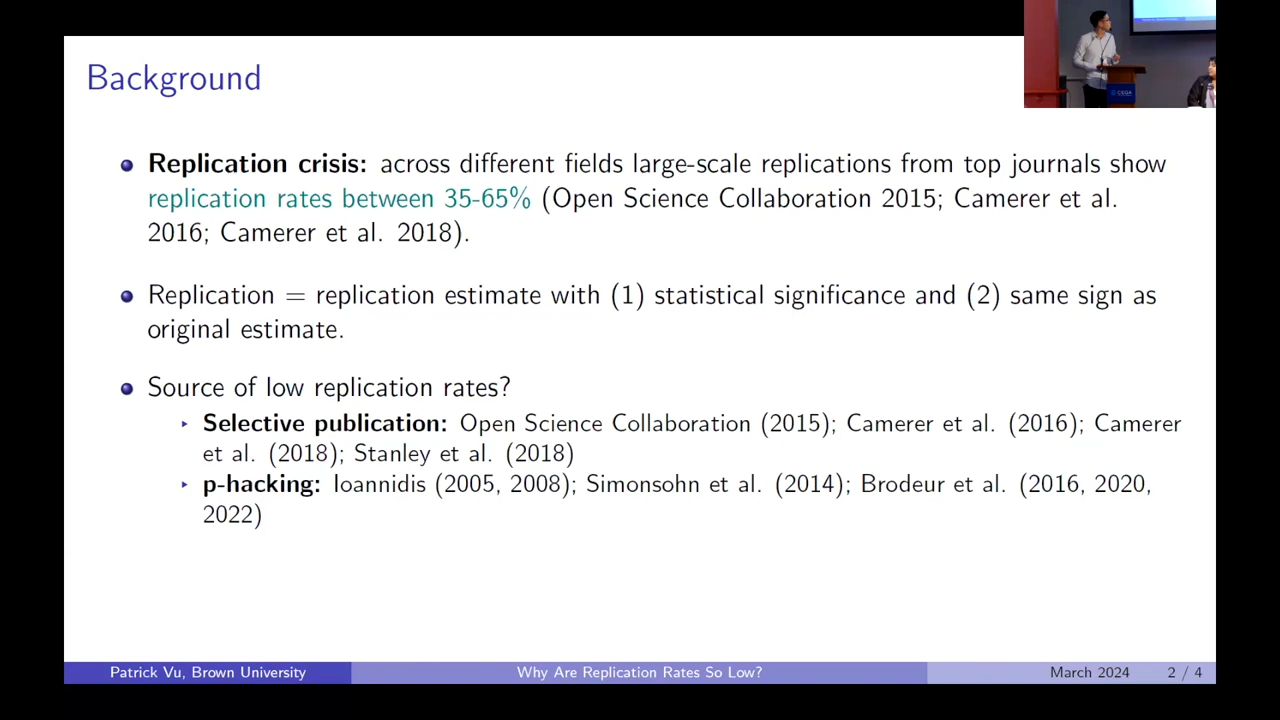 Background
Replication crisis: across different fields large-scale replications from top journals show
replication rates between 35-65% (Open Science Collaboration 2015; Camerer et al.
2016; Camerer et al. 2018).
Replication = replication estimate with (1) statistical significance and (2) same sign as
original estimate.
Source of low replication rates?
Selective publication: Open Science Collaboration (2015); Camerer et al. (2016); Camerer
et al. (2018); Stanley et al. (2018)
p-hacking: Ioannidis (2005, 2008); Simonsohn et al. (2014); Brodeur et al. (2016, 2020,
2022)
Patrick Vu, Brown University Why Are Replication Rates So Low? March 2024 2 / 4